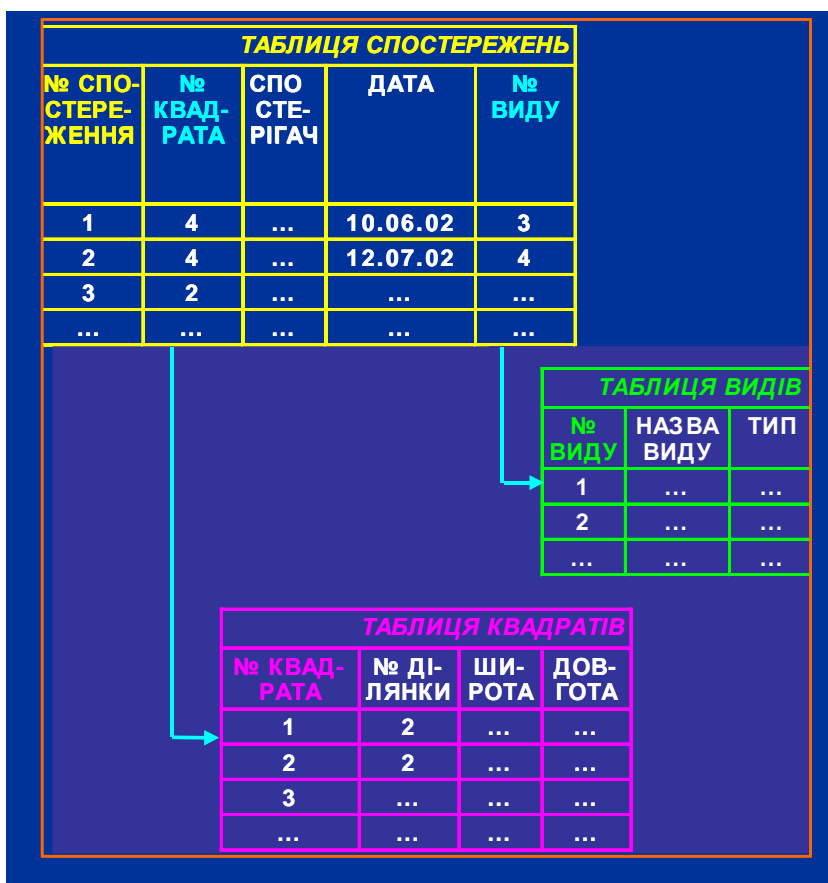 ТАБЛИЦЯ СПОСТЕРЕЖЕНЬ
№ СПО- № СПО ДАТА №
СТЕРЕ- КВАД- СТЕ- ВИДУ
ЖЕННЯ РАТА РІГАЧ
1 4 ... 10.06.02 3
2 4 ... 12.07.02 4
3 2 ... ... ...
... ... ... ... ...
ТАБЛИЦЯ ВИДІВ
№ НАЗВА ТИП
ВИДУ ВИДУ
1 ... ...
2 ... ...
... ... ...
ТАБЛИЦЯ КВАДРАТІВ
№ КВАД- № ДІ- ШИ- ДОВ-
РАТА ЛЯНКИ РОТА ГОТА
1 2 ... ...
2 2 ... ...
3 ... ... ...
... ... ... ...